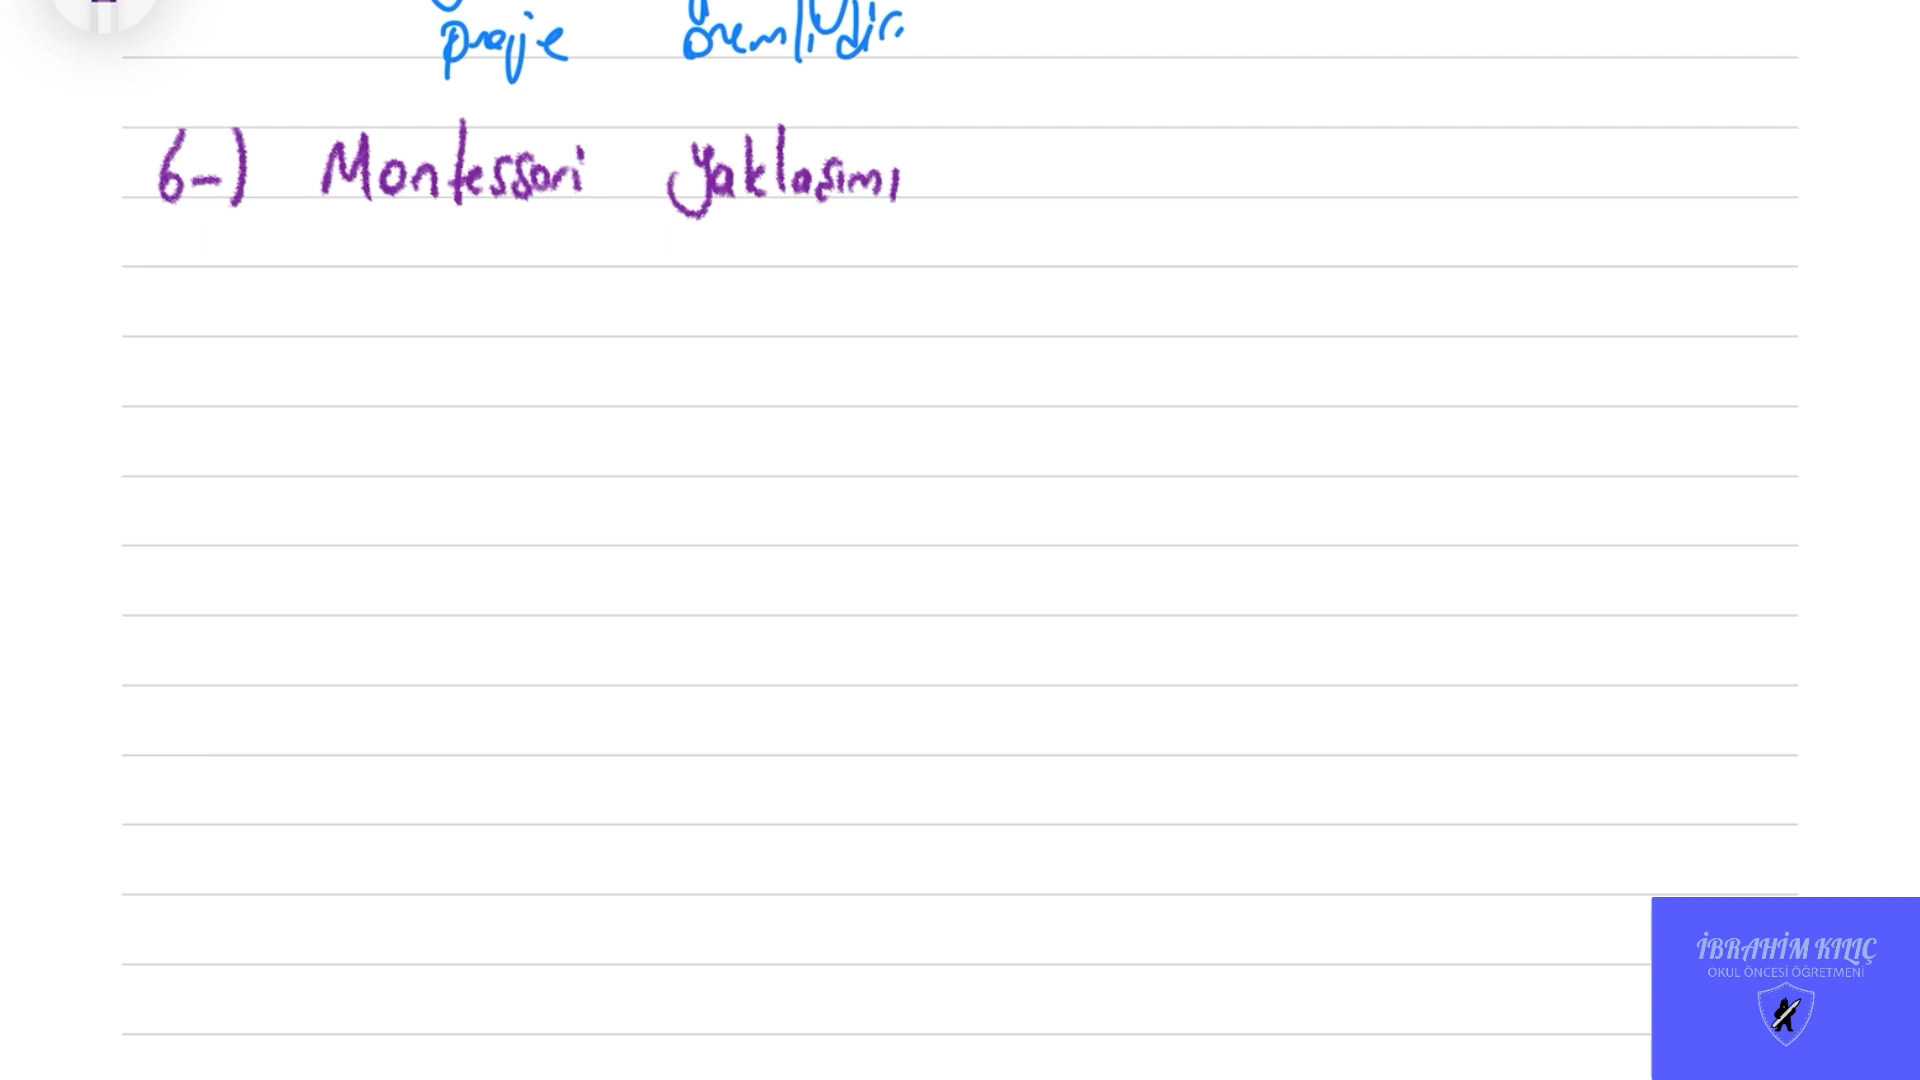 proje önemlidir.
6-) Montessori yaklaşımı
İBRAHİM KILIÇ
OKUL ÖNCESİ ÖĞRETMENİ